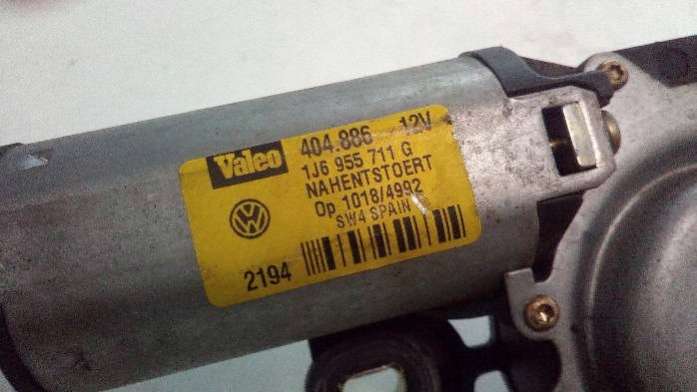 Valeo 404.886 12V
1J6 955 711 G
NAHENTSTOERT
Op 1018/4992
SW4 SPAIN
2194